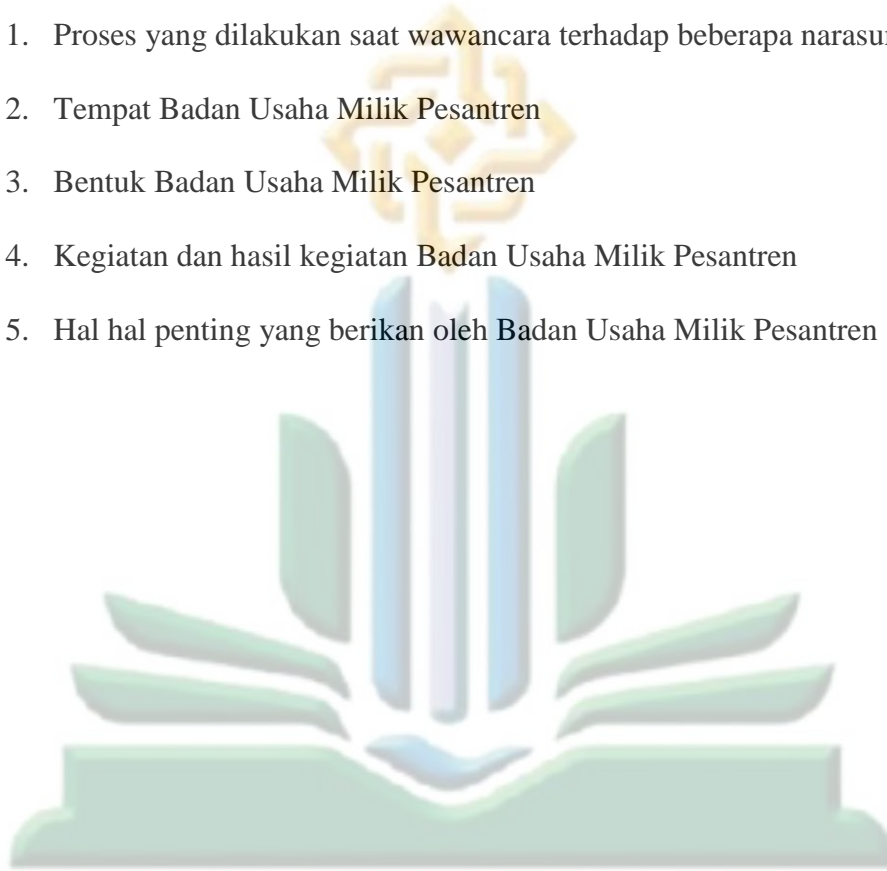 1. Proses yang dilakukan saat wawancara terhadap beberapa
2. Tempat Badan Usaha Milik Pesantren
3. Bentuk Badan Usaha Milik Pesantren
4. Kegiatan dan hasil kegiatan Badan Usaha Milik Pesantren
5. Hal hal penting yang berikan oleh Badan Usaha Milik Pesantren